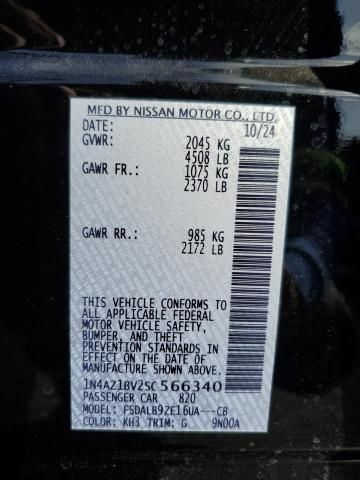 MFD BY NISSAN MOTOR CO., LTD.
DATE: 10/24
GVWR: 2045 KG
4508 LB
GAWR FR: 1075 KG
2370 LB
GAWR RR: 985 KG
2172 LB
THIS VEHICLE CONFORMS TO
ALL APPLICABLE FEDERAL
MOTOR VEHICLE SAFETY,
BUMPER, AND THEFT
PREVENTION STANDARDS IN
EFFECT ON THE DATE OF
MANUFACTURE SHOWN ABOVE.
1N4AZ1BV2SC566340
PASSENGER CAR 820
MODEL: FSDALB9ZE16UA---CB
COLOR: KH3 TRIM: G 9N00A